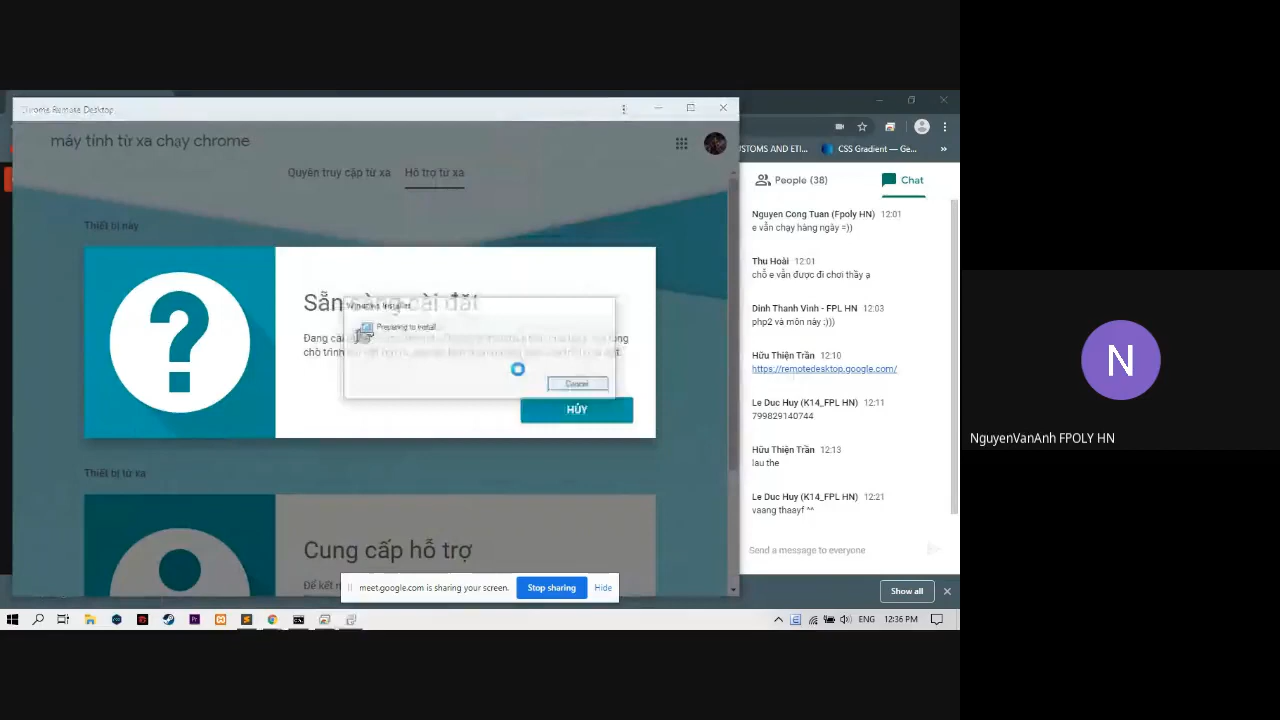 Chrome Remote Desktop
máy tính từ xa chạy chrome
Quyền truy cập từ xa
Hỗ trợ từ xa
Thiết bị này
Sẵn sàng cài đặt
Windows Installer
Preparing to install...
Cancel
HỦY
Thiết bị từ xa
Cung cấp hỗ trợ
meet.google.com is sharing your screen.
Stop sharing
Hide
STOMS AND ETI...
CSS Gradient — Ge...
»
People (38)
Chat
Nguyen Cong Tuan (Fpoly HN) 12:01
e vẫn chạy hàng ngày =))
Thu Hoài 12:01
chỗ e vẫn được đi chơi thầy ạ
Dinh Thanh Vinh - FPL HN 12:03
php2 và môn này :)))
Hữu Thiện Trần 12:10
https://remotedesktop.google.com/
Le Duc Huy (K14_FPL HN) 12:11
799829140744
Hữu Thiện Trần 12:13
lau the
Le Duc Huy (K14_FPL HN) 12:21
vaang thaayf ^^
Send a message to everyone
Show all
ENG
12:36 PM
N
NguyenVanAnh FPOLY HN